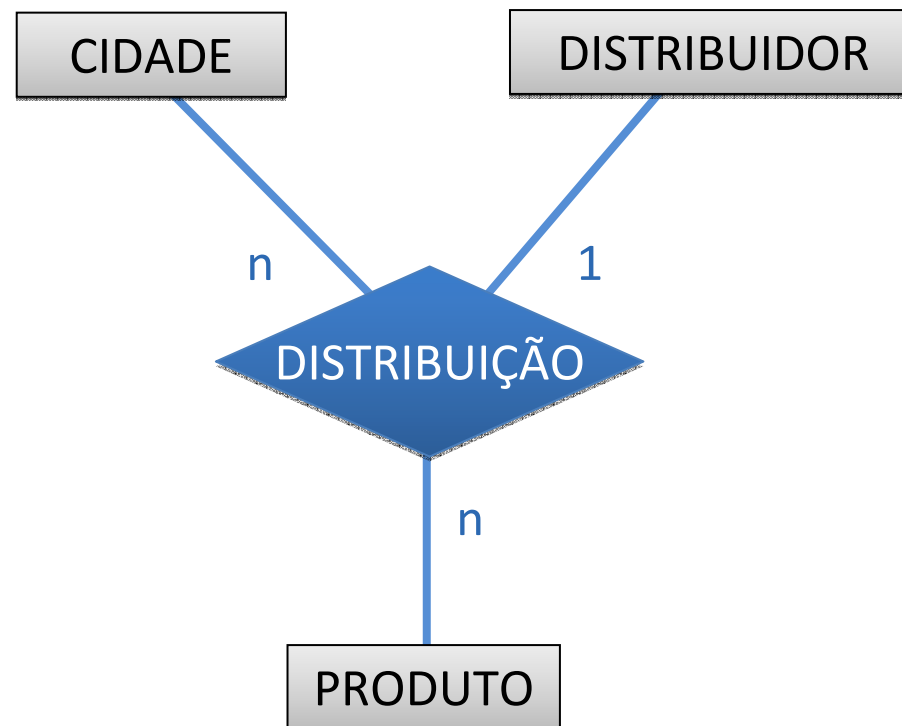 CIDADE
DISTRIBUIDOR
n
1
DISTRIBUIÇÃO
n
PRODUTO